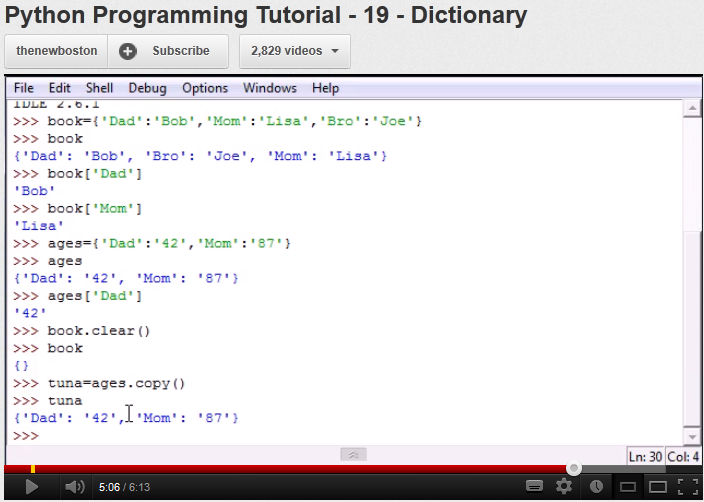 Python Programming Tutorial - 19 - Dictionary
thenewboston Subscribe 2,829 videos
File Edit Shell Debug Options Windows Help
IDLE 2.6.1
>>> book={'Dad':'Bob','Mom':'Lisa','Bro':'Joe'}
>>> book
{'Dad': 'Bob', 'Bro': 'Joe', 'Mom': 'Lisa'}
>>> book['Dad']
'Bob'
>>> book['Mom']
'Lisa'
>>> ages={'Dad':'42','Mom':'87'}
>>> ages
{'Dad': '42', 'Mom': '87'}
>>> ages['Dad']
'42'
>>> book.clear()
>>> book
{}
>>> tuna=ages.copy()
>>> tuna
{'Dad': '42', 'Mom': '87'}
>>>
Ln: 30 Col: 4
5:06 / 6:13